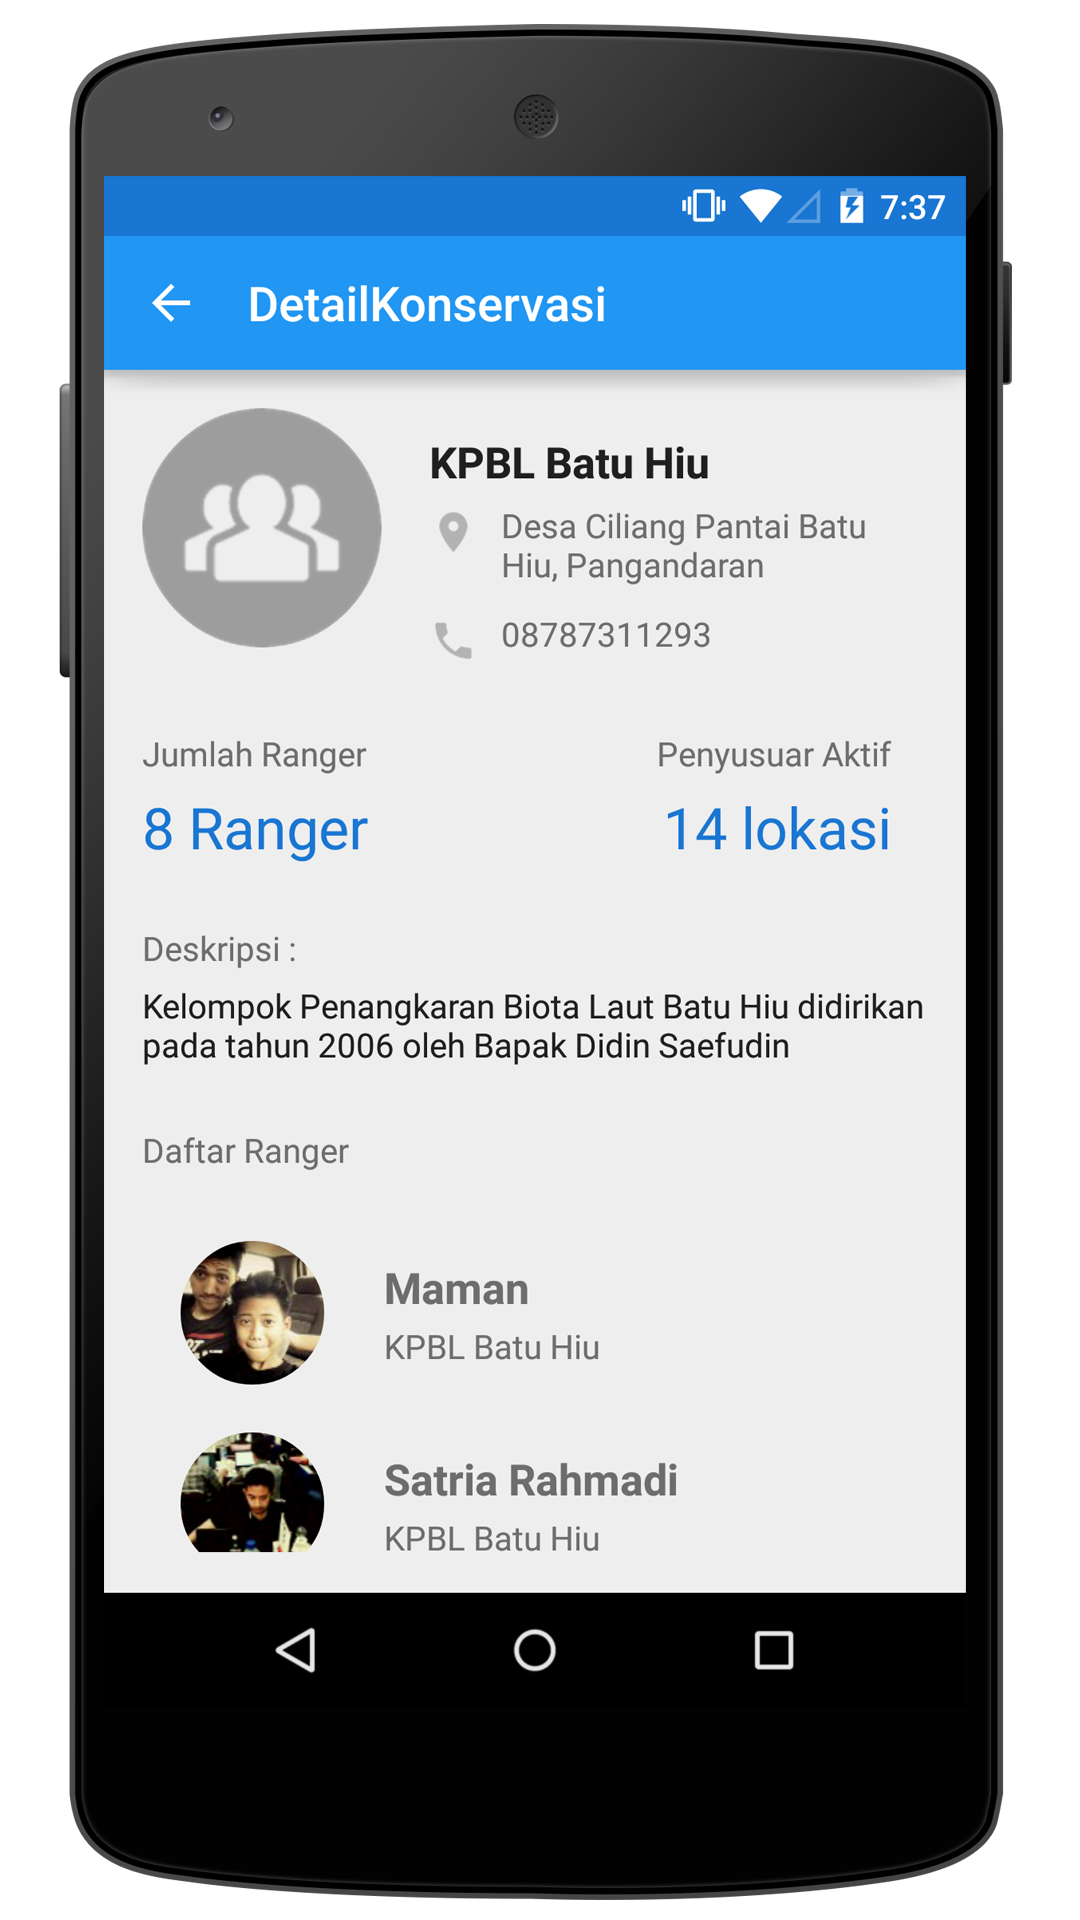 7:37
DetailKonservasi
KPBL Batu Hiu
Desa Ciliang Pantai Batu
Hiu, Pangandaran
08787311293
Jumlah Ranger
Penyusuar Aktif
8 Ranger
14 lokasi
Deskripsi :
Kelompok Penangkaran Biota Laut Batu Hiu didirikan
pada tahun 2006 oleh Bapak Didin Saefudin
Daftar Ranger
Maman
KPBL Batu Hiu
Satria Rahmadi
KPBL Batu Hiu